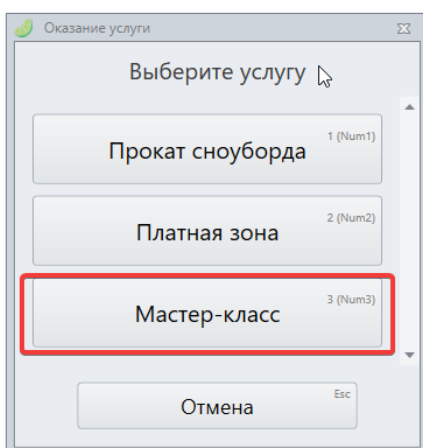 Оказание услуги
Выберите услугу
1 (Num1)
Прокат сноуборда
2 (Num2)
Платная зона
3 (Num3)
Мастер-класс
Esc
Отмена